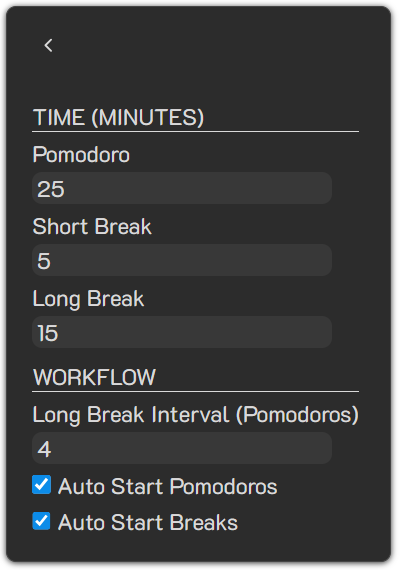 TIME (MINUTES)
Pomodoro
25
Short Break
5
Long Break
15
WORKFLOW
Long Break Interval (Pomodoros)
4
Auto Start Pomodoros
Auto Start Breaks